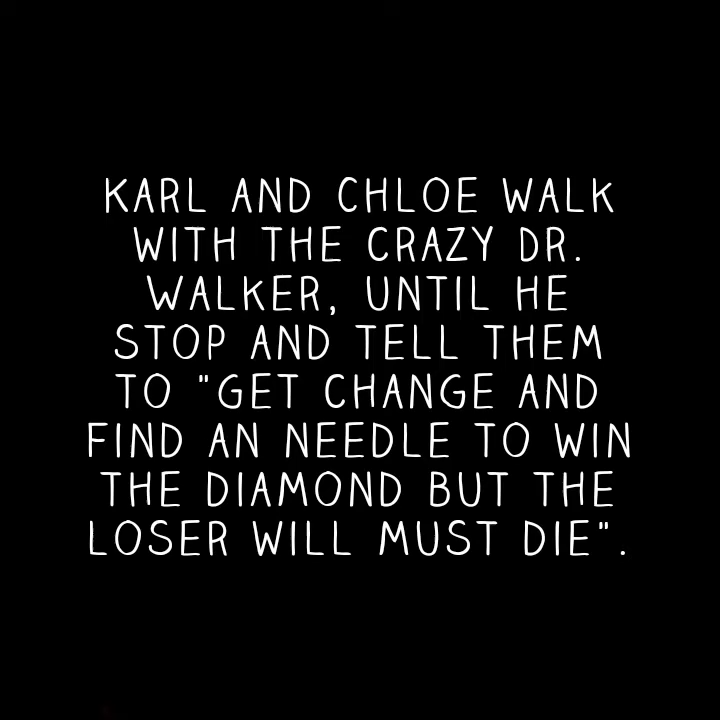 KARL AND CHLOE WALK
WITH THE CRAZY DR.
WALKER, UNTIL HE
STOP AND TELL THEM
TO "GET CHANGE AND
FIND AN NEEDLE TO WIN
THE DIAMOND BUT THE
LOSER WILL MUST DIE".